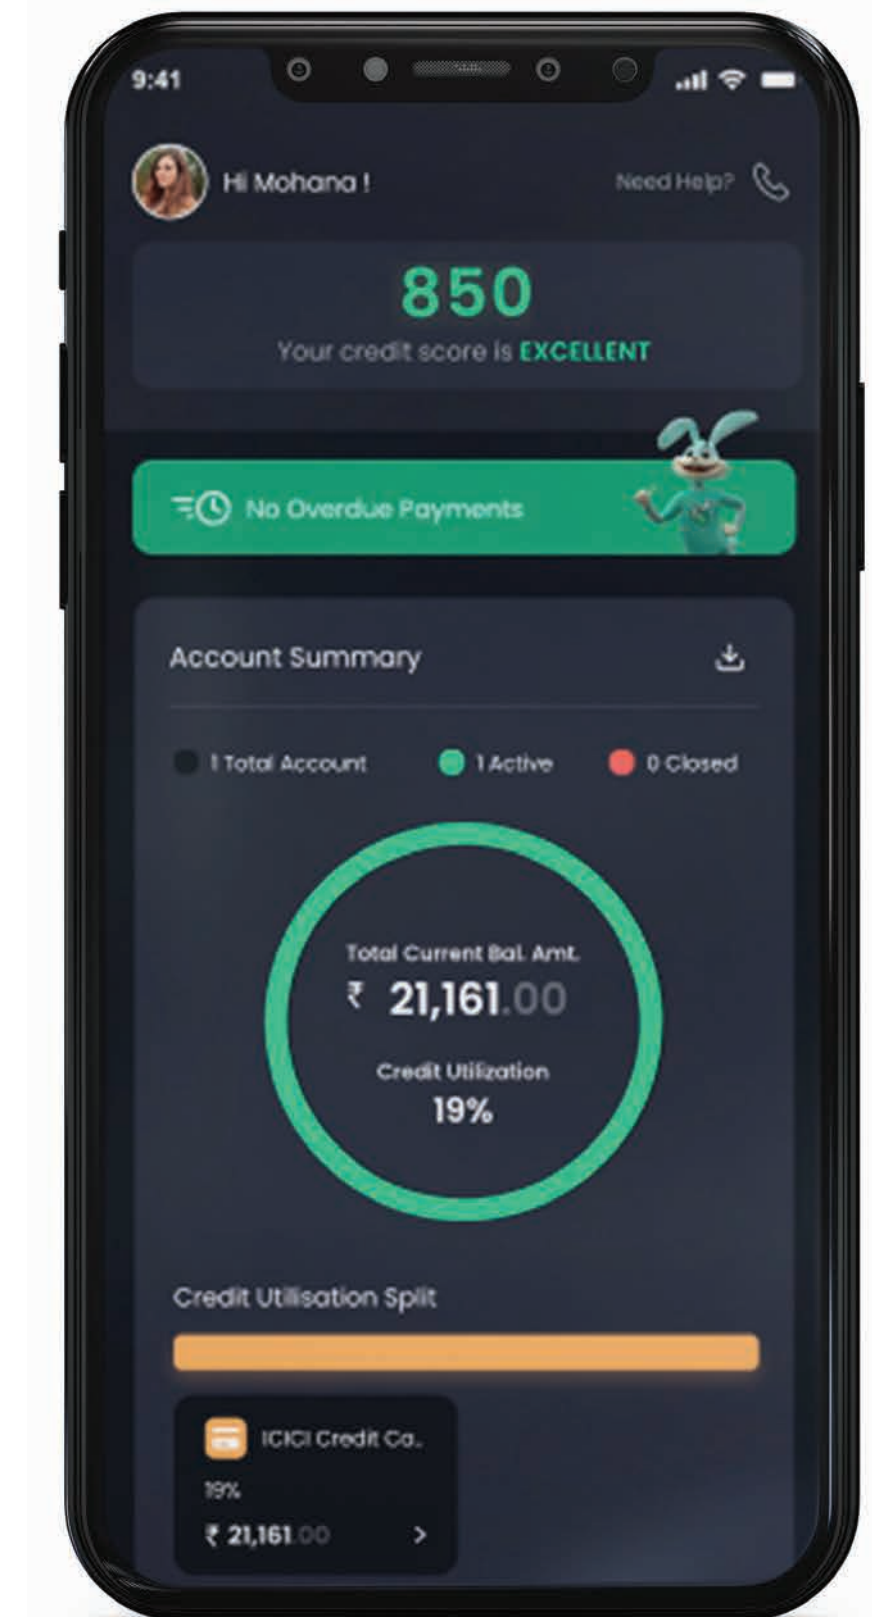 9:41
Hi Mohana !
Need Help?
850
Your credit score is EXCELLENT
No Overdue Payments
Account Summary
1 Total Account
1 Active
0 Closed
Total Current Bal. Amt.
₹ 21,161.00
Credit Utilization
19%
Credit Utilisation Split
ICICI Credit Ca..
19%
₹ 21,161.00